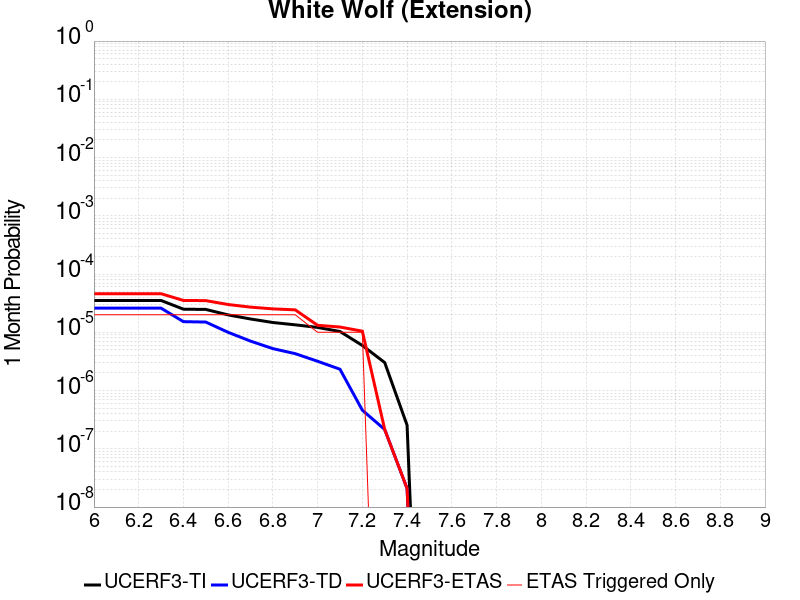 White Wolf (Extension)
10 0
10 -1
10 -2
10 -3
10 -4
10 -5
10 -6
10 -7
10 -8
1 Month Probability
6 6.2 6.4 6.6 6.8 7 7.2 7.4 7.6 7.8 8 8.2 8.4 8.6 8.8 9
Magnitude
UCERF3-TI UCERF3-TD UCERF3-ETAS ETAS Triggered Only